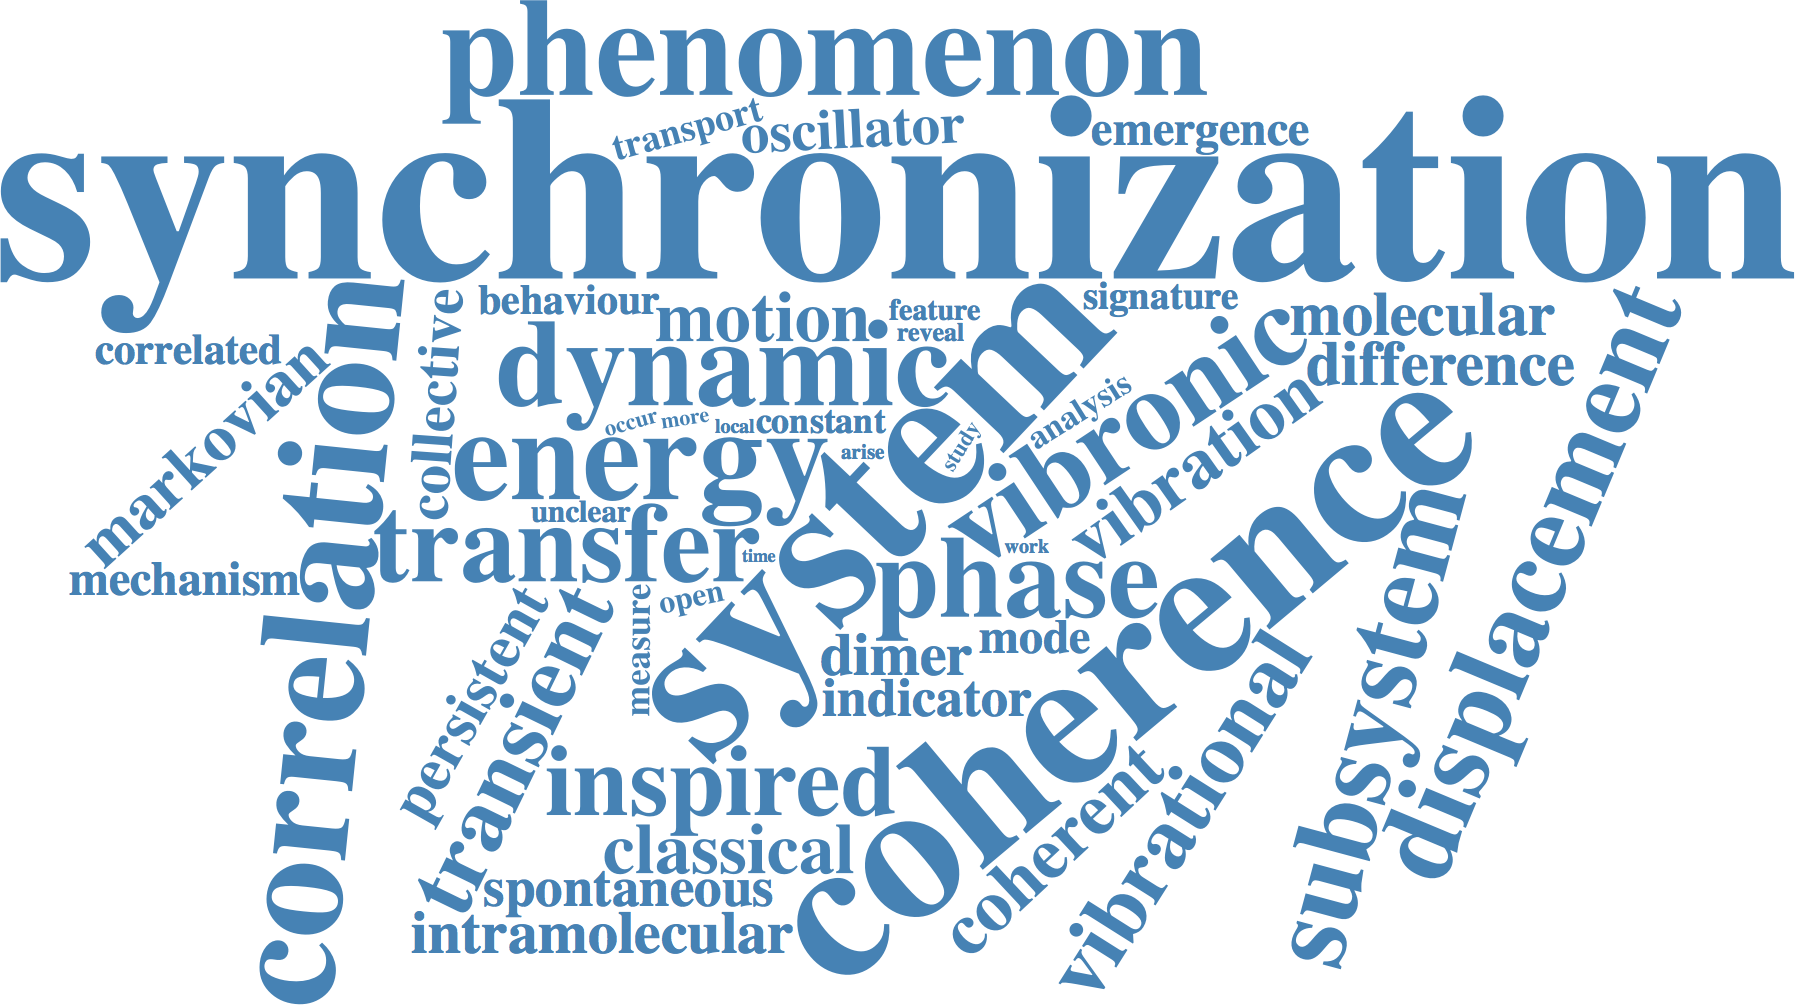 phenomenon
transport
oscillator
emergence
synchronization
correlation
collective
behaviour
motion
feature
reveal
signature
molecular
difference
displacement
correlated
markovian
dynamic
system
vibronic
vibration
occur
more
local
constant
analysis
study
arise
energy
unclear
transfer
time
work
phase
coherence
subsystem
mechanism
persistent
transient
measure
open
dimer
mode
indicator
vibrational
inspired
coherent
classical
spontaneous
intramolecular